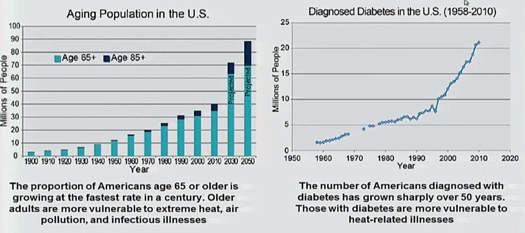 Aging Population in the U.S.
Millions of People
100
90
80
70
60
50
40
30
20
10
0
Age 65+ Age 85+
Projected
Projected
1900 1910 1920 1930 1940 1950 1960 1970 1980 1990 2000 2010 2030 2050
Year
The proportion of Americans age 65 or older is
growing at the fastest rate in a century. Older
adults are more vulnerable to extreme heat, air
pollution, and infectious illnesses
Diagnosed Diabetes in the U.S. (1958-2010)
Millions of People
25
20
15
10
5
0
1950 1960 1970 1980 1990 2000 2010 2020
Year
The number of Americans diagnosed with
diabetes has grown sharply over 50 years.
Those with diabetes are more vulnerable to
heat-related illnesses